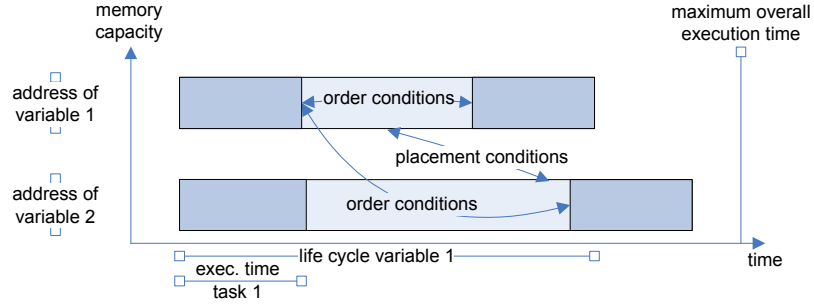 memory
capacity
maximum overall
execution time
address of
variable 1
order conditions
placement conditions
address of
variable 2
order conditions
life cycle variable 1
time
exec. time
task 1